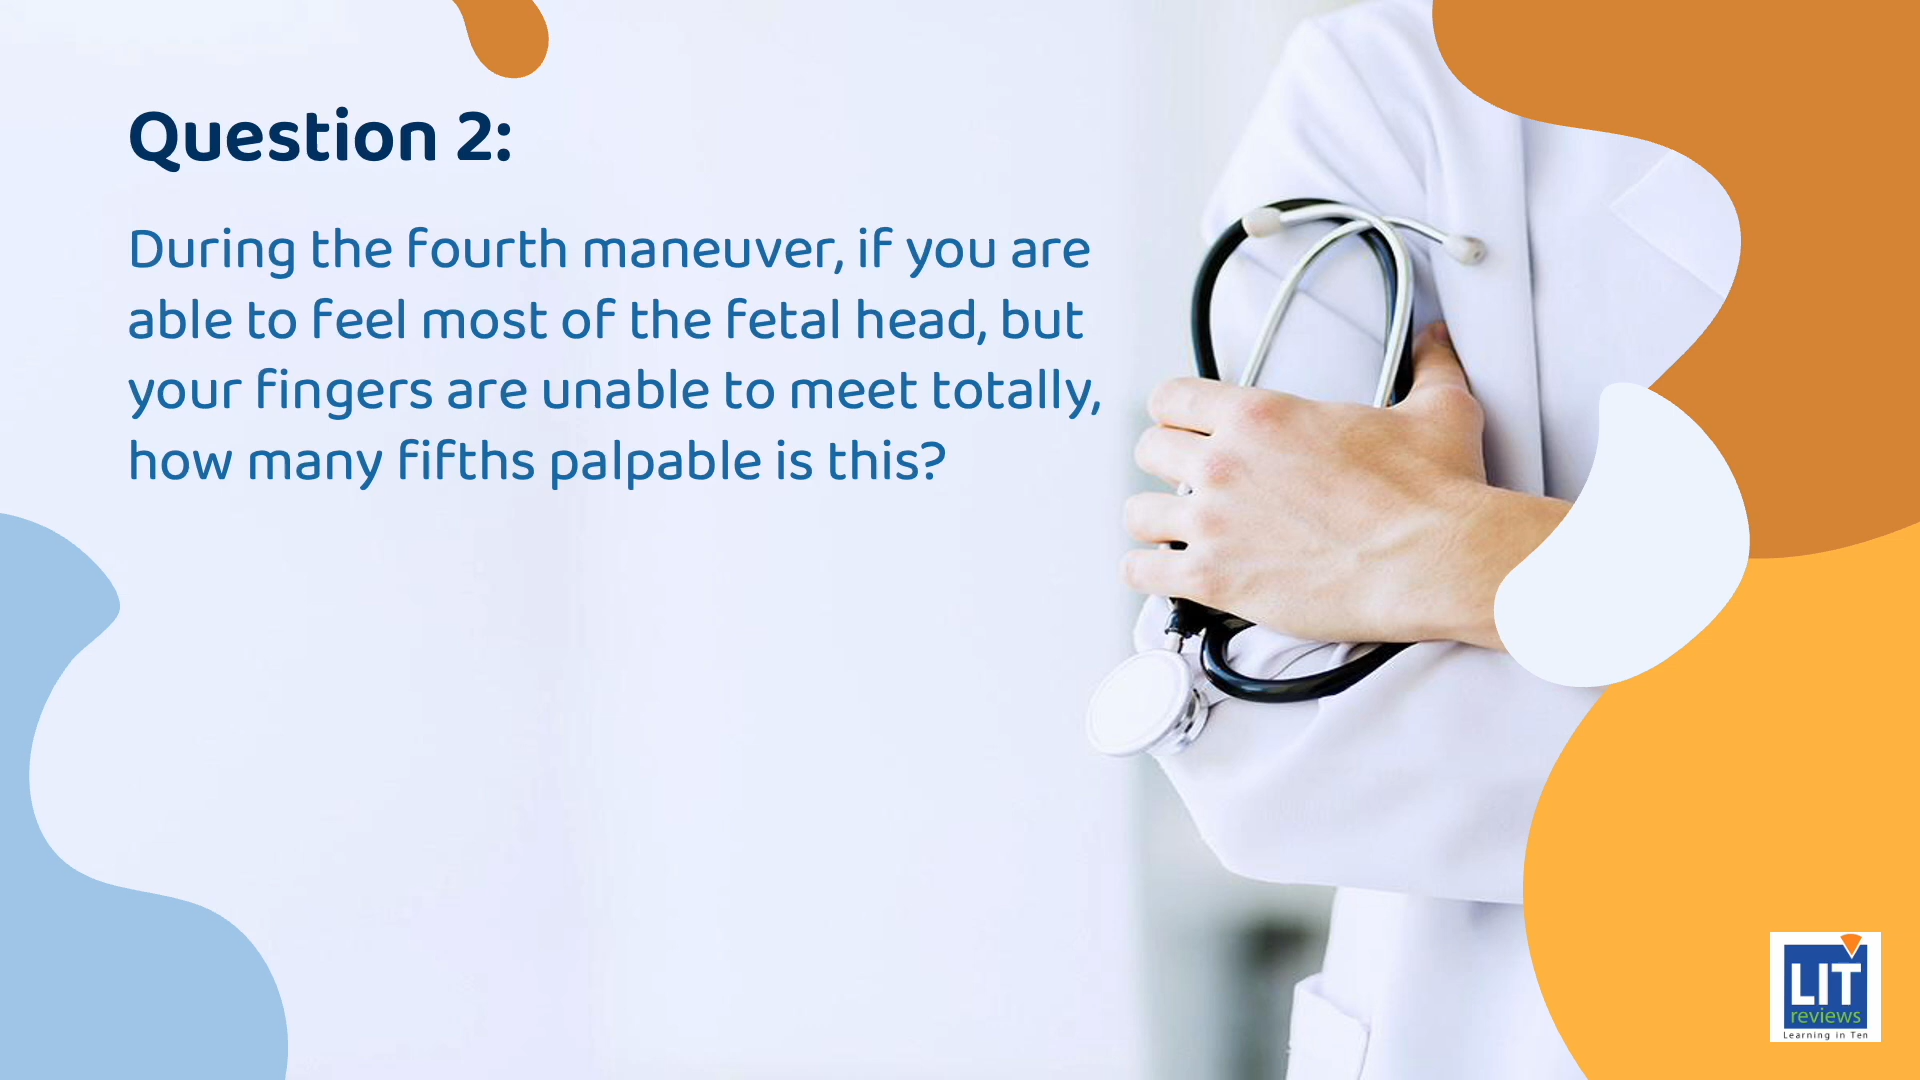 Question 2:
During the fourth maneuver, if you are
able to feel most of the fetal head, but
your fingers are unable to meet totally,
how many fifths palpable is this?
LIT
reviews
Learning in Ten